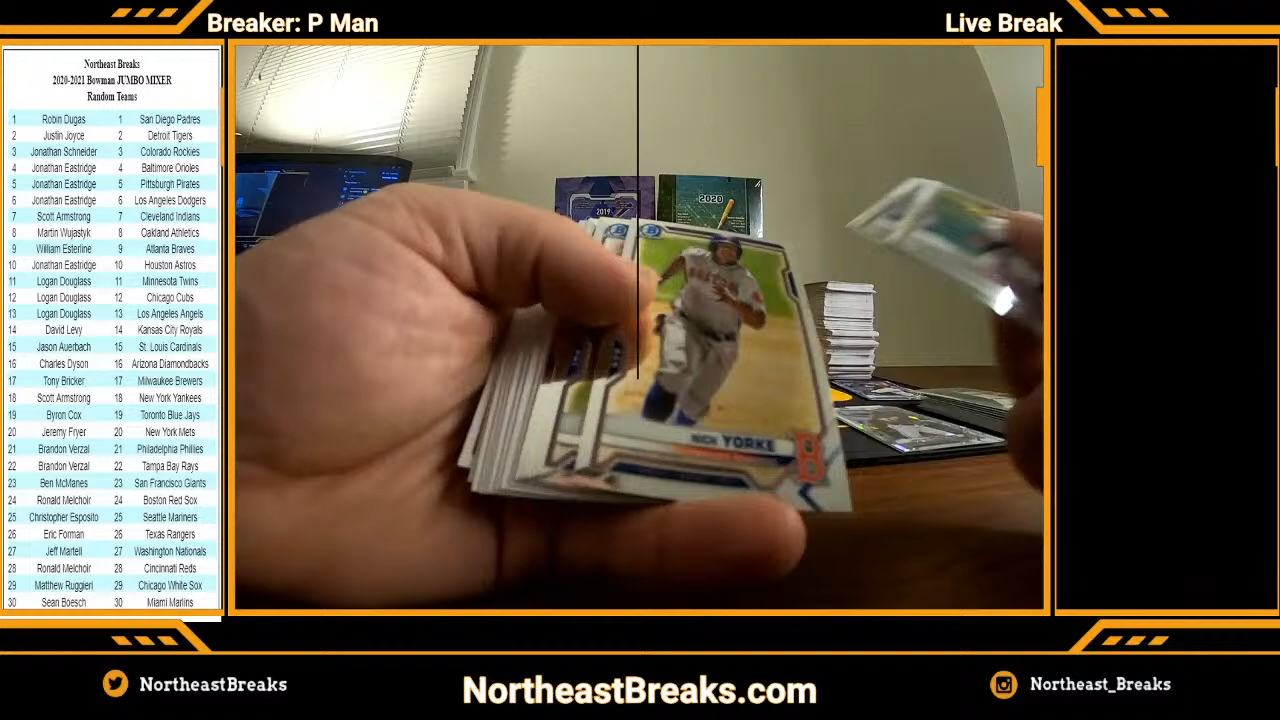 Breaker: P Man
Live Break
Northeast Breaks
2020-2021 Bowman JUMBO MIXER
Random Teams
1 Robin Dugas 1 San Diego Padres
2 Justin Joyce 2 Detroit Tigers
3 Jonathan Schneider 3 Colorado Rockies
4 Jonathan Eastridge 4 Baltimore Orioles
5 Jonathan Eastridge 5 Pittsburgh Pirates
6 Jonathan Eastridge 6 Los Angeles Dodgers
7 Scott Armstrong 7 Cleveland Indians
8 Martin Wujastyk 8 Oakland Athletics
9 William Esterline 9 Atlanta Braves
10 Jonathan Eastridge 10 Houston Astros
11 Logan Douglass 11 Minnesota Twins
12 Logan Douglass 12 Chicago Cubs
13 Logan Douglass 13 Los Angeles Angels
14 David Levy 14 Kansas City Royals
15 Jason Auerbach 15 St. Louis Cardinals
16 Charles Dyson 16 Arizona Diamondbacks
17 Tony Bricker 17 Milwaukee Brewers
18 Scott Armstrong 18 New York Yankees
19 Byron Cox 19 Toronto Blue Jays
20 Jeremy Fryer 20 New York Mets
21 Brandon Verzal 21 Philadelphia Phillies
22 Brandon Verzal 22 Tampa Bay Rays
23 Ben McManes 23 San Francisco Giants
24 Ronald Melchoir 24 Boston Red Sox
25 Christopher Esposito 25 Seattle Mariners
26 Eric Forman 26 Texas Rangers
27 Jeff Martell 27 Washington Nationals
28 Ronald Melchoir 28 Cincinnati Reds
29 Matthew Ruggieri 29 Chicago White Sox
30 Sean Boesch 30 Miami Marlins
2019
2020
B
B
BOSTON
NICK YORKE
B
NortheastBreaks
NortheastBreaks.com
Northeast_Breaks